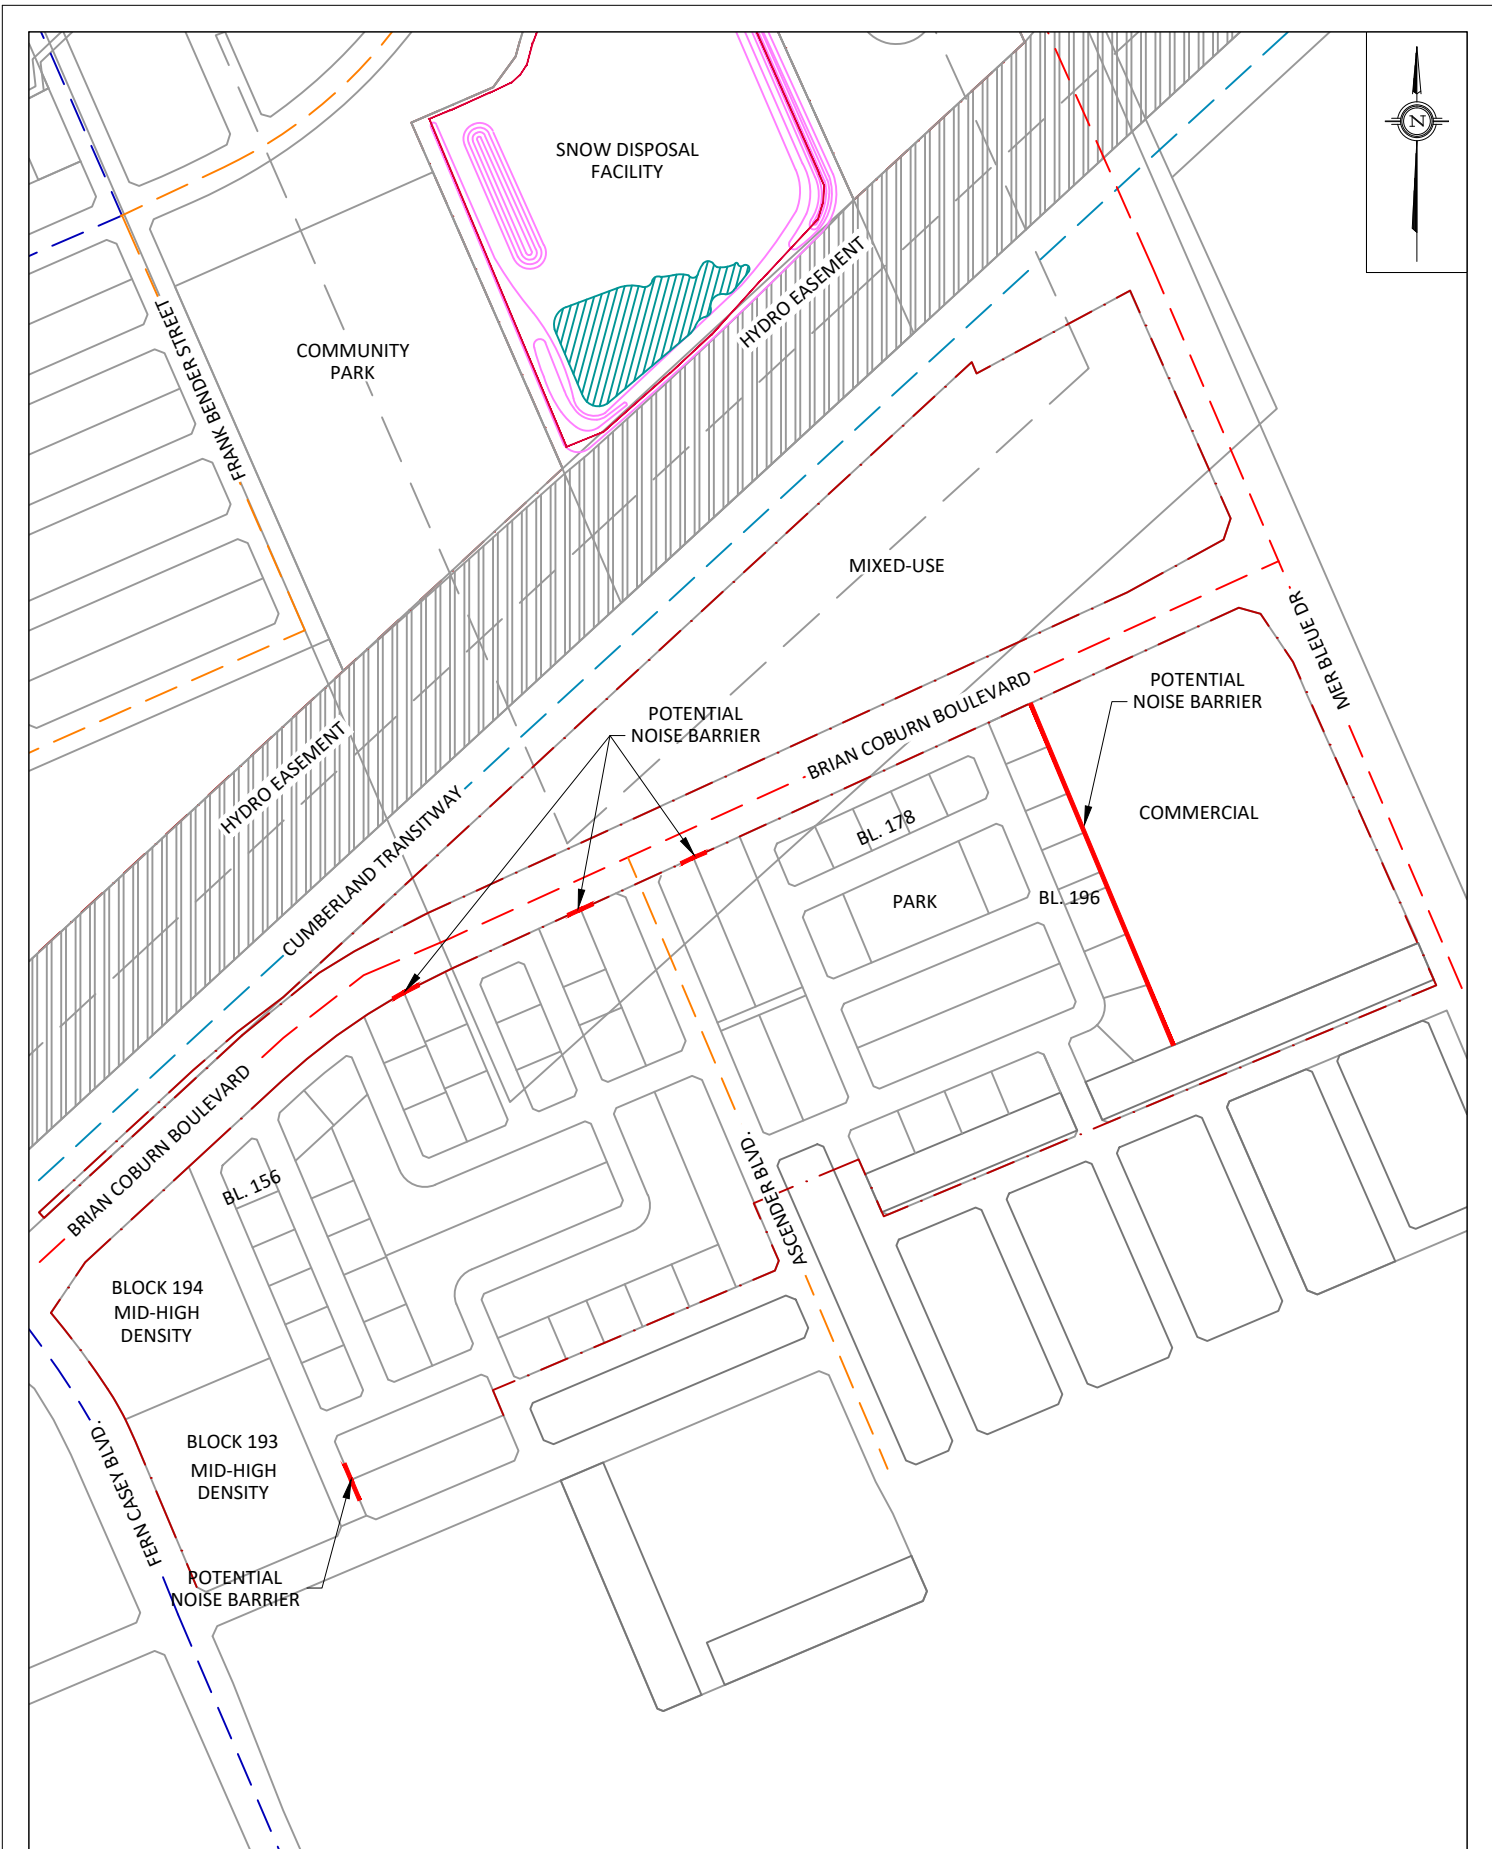 N
SNOW DISPOSAL
FACILITY
HYDRO EASEMENT
FRANK BENDER STREET
COMMUNITY
PARK
MIXED-USE
MER BLEUE DR.
POTENTIAL
NOISE BARRIER
BRIAN COBURN BOULEVARD
POTENTIAL
NOISE BARRIER
HYDRO EASEMENT
CUMBERLAND TRANSITWAY
BL. 178
COMMERCIAL
PARK
BL. 196
BRIAN COBURN BOULEVARD
BL. 156
ASCENDER BLVD.
BLOCK 194
MID-HIGH
DENSITY
BLOCK 193
MID-HIGH
DENSITY
FERN CASEY BLVD.
POTENTIAL
NOISE BARRIER